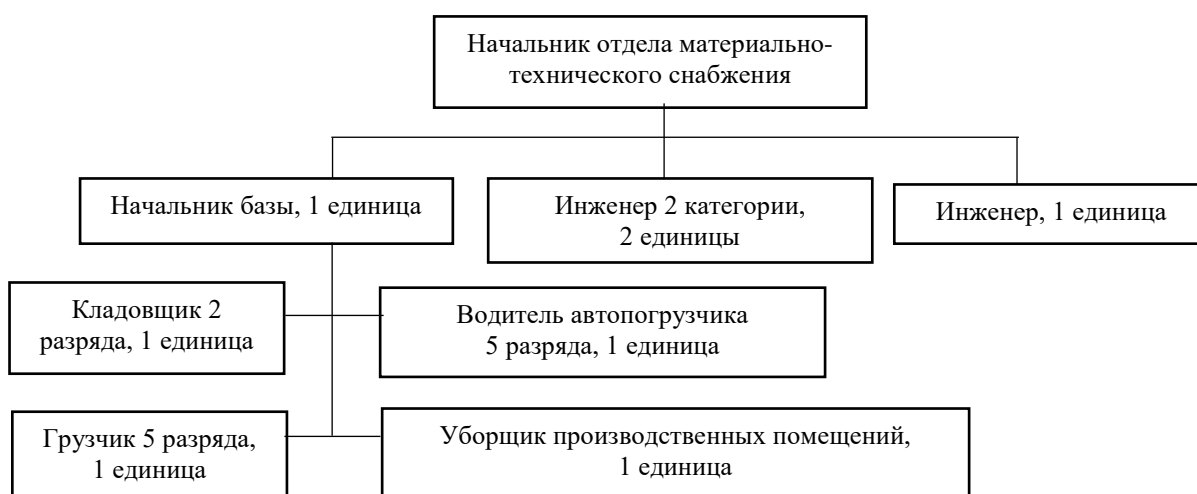 Начальник отдела материально-
технического снабжения
Начальник базы, 1 единица
Инженер 2 категории,
2 единицы
Инженер, 1 единица
Кладовщик 2
разряда, 1 единица
Водитель автопогрузчика
5 разряда, 1 единица
Грузчик 5 разряда,
1 единица
Уборщик производственных помещений,
1 единица